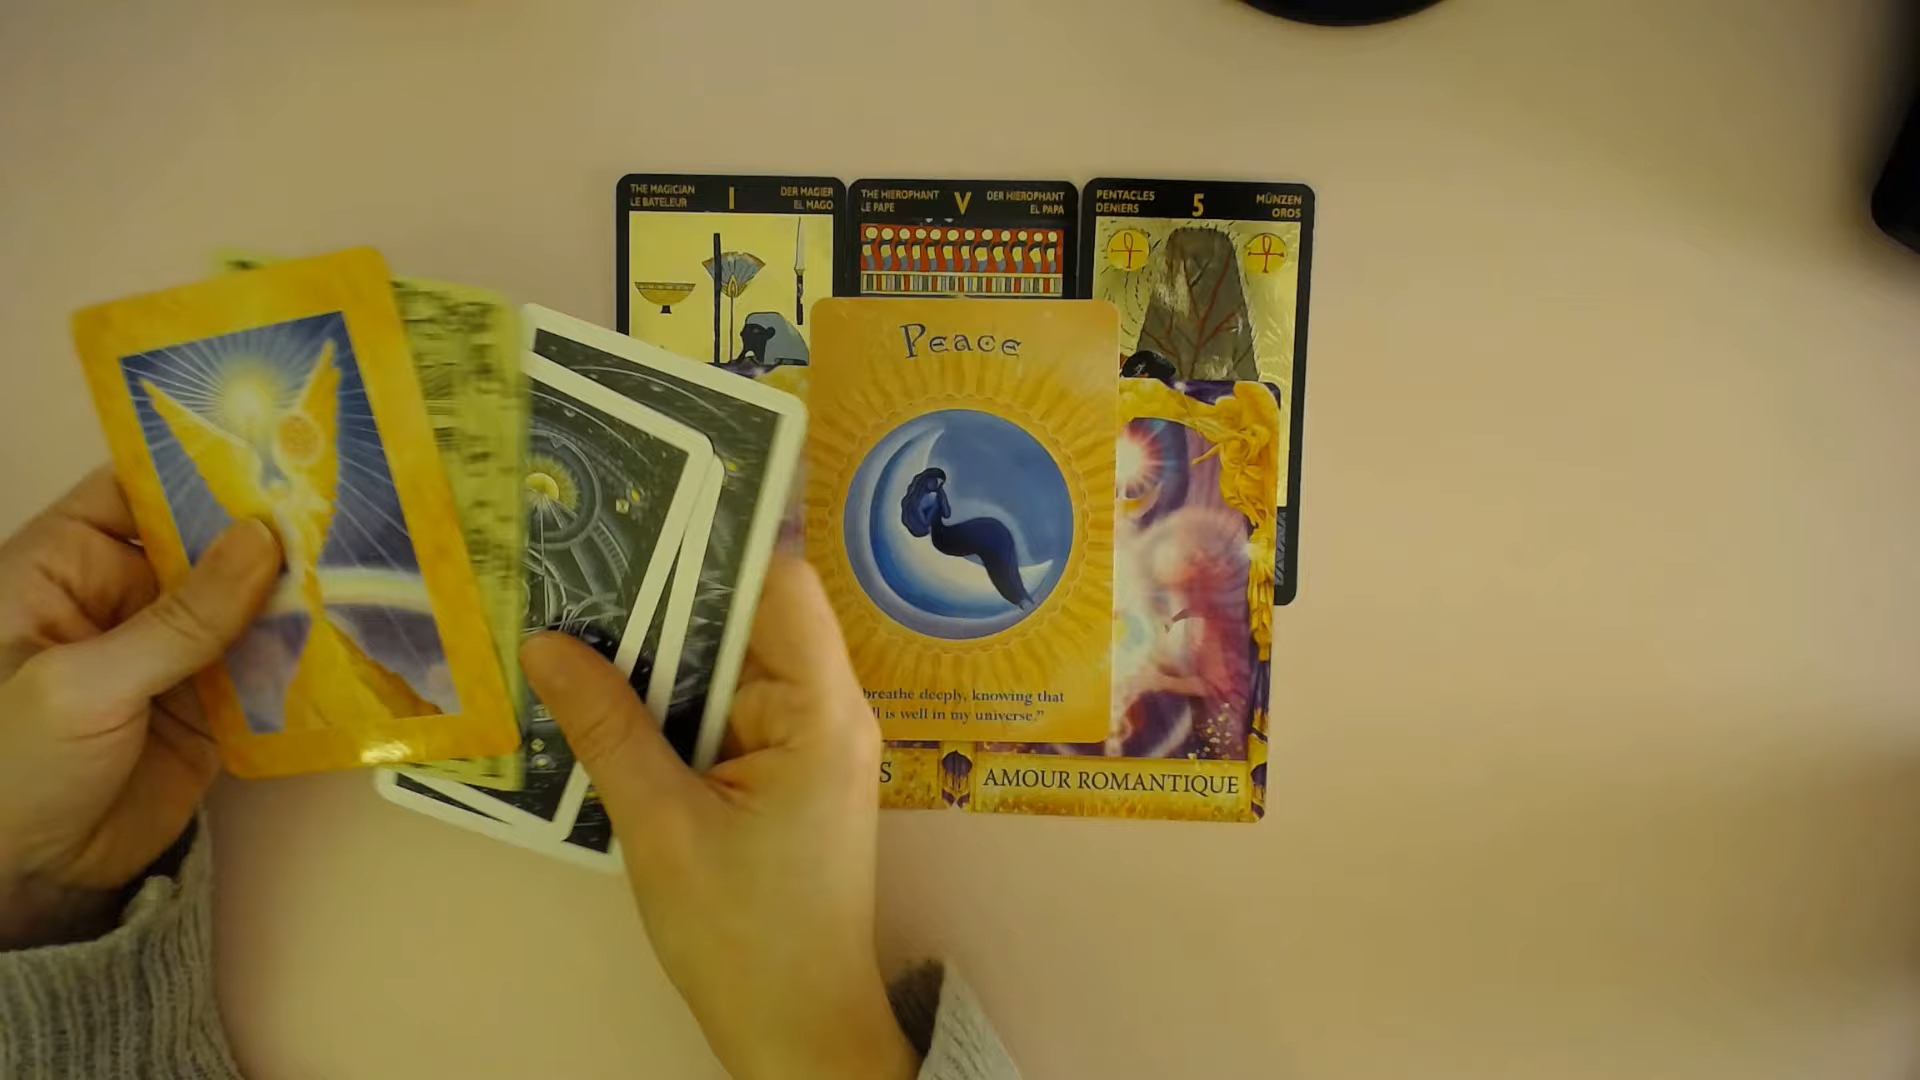 THE MAGICIAN I DER MAGIER
LE BATELEUR EL MAGO
THE HIEROPHANT V DER HIEROPHANT
LE PAPE EL PAPA
PENTACLES 5 MÜNZEN
DENIERS OROS
Peace
breathe deeply, knowing that
is well in my universe."
S
AMOUR ROMANTIQUE